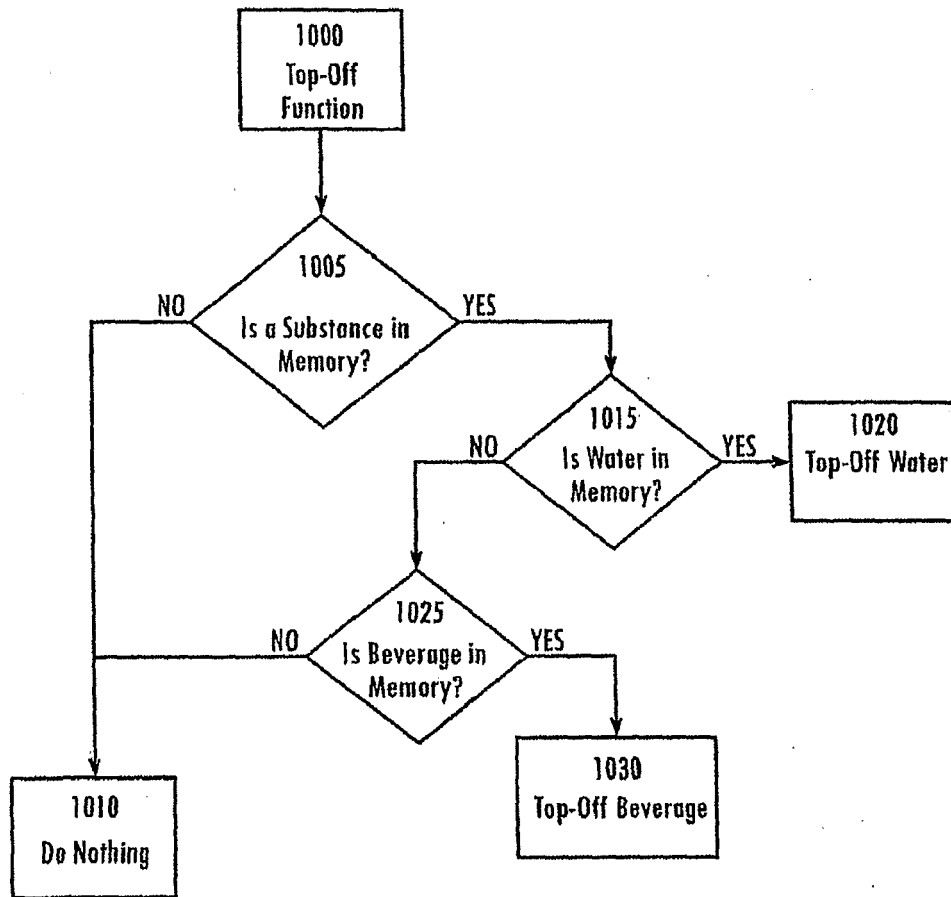 1000
Top-Off
Function
1005
NO
YES
Is a Substance in
Memory?
1015
NO
Is Water in
YES
Memory?
1020
Top-Off Water
1025
NO
YES
Is Beverage in
Memory?
1010
Do Nothing
1030
Top-Off Beverage